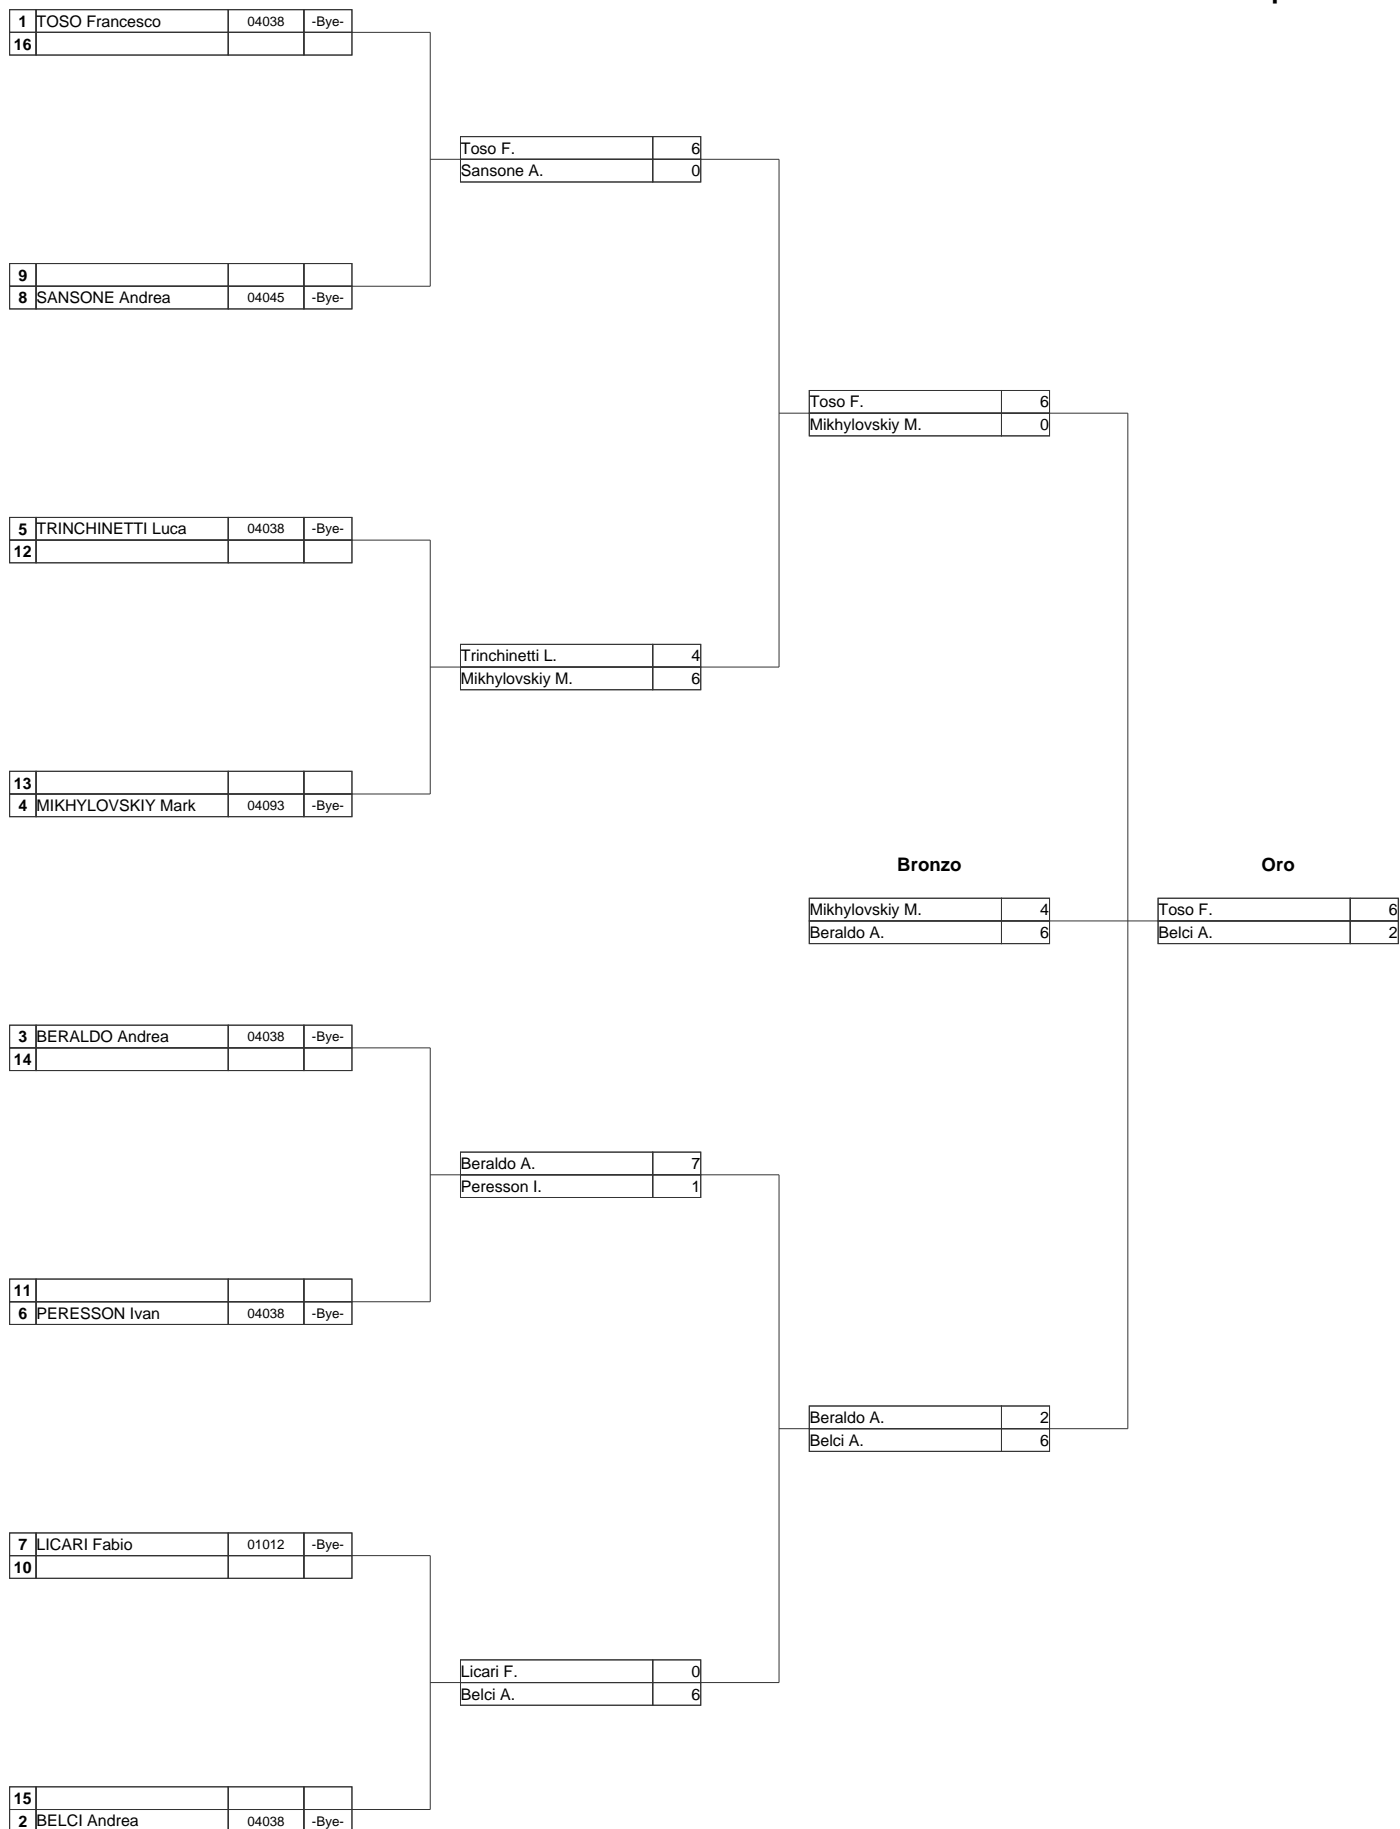 1 TOSO Francesco 04038 -Bye-
16
Toso F. 6
Sansone A. 0
9
8 SANSONE Andrea 04045 -Bye-
Toso F. 6
Mikhylovskiy M. 0
5 TRINCHINETTI Luca 04038 -Bye-
12
Trinchinetti L. 4
Mikhylovskiy M. 6
13
4 MIKHYLOVSKIY Mark 04093 -Bye-
Bronzo Oro
Mikhylovskiy M. 4 Toso F. 6
Beraldo A. 6 Belci A. 2
3 BERALDO Andrea 04038 -Bye-
14
Beraldo A. 7
Peresson I. 1
11
6 PERESSON Ivan 04038 -Bye-
Beraldo A. 2
Belci A. 6
7 LICARI Fabio 01012 -Bye-
10
Licari F. 0
Belci A. 6
15
2 BELCI Andrea 04038 -Bye-